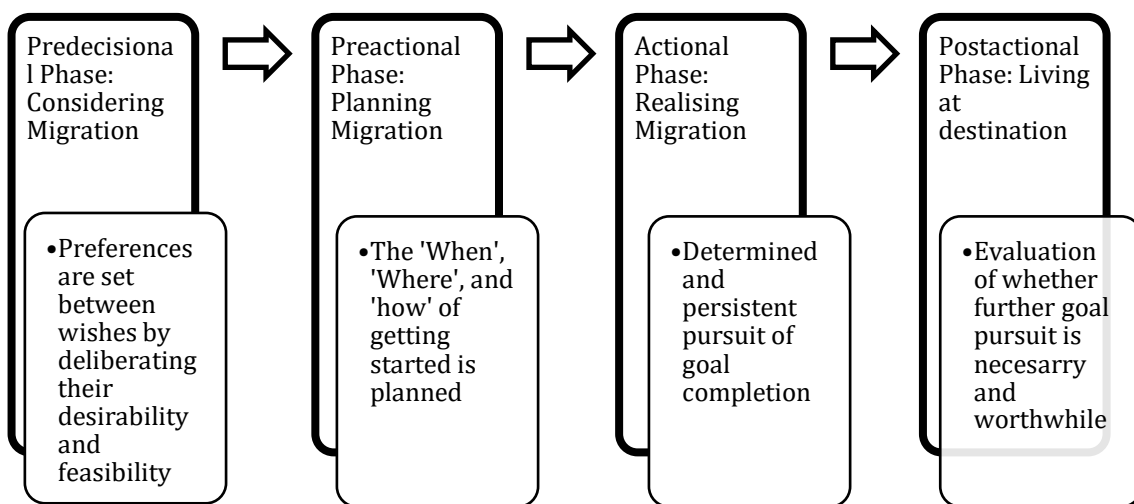 Predecisiona
l Phase:
Considering
Migration
•Preferences
are set
between
wishes by
deliberating
their
desirability
and
feasibility
Preactional
Phase:
Planning
Migration
•The 'When',
'Where', and
'how' of
getting
started is
planned
Actional
Phase:
Realising
Migration
•Determined
and
persistent
pursuit of
goal
completion
Postactional
Phase: Living
at
destination
•Evaluation
of whether
further goal
pursuit is
necesarry
and
worthwhile